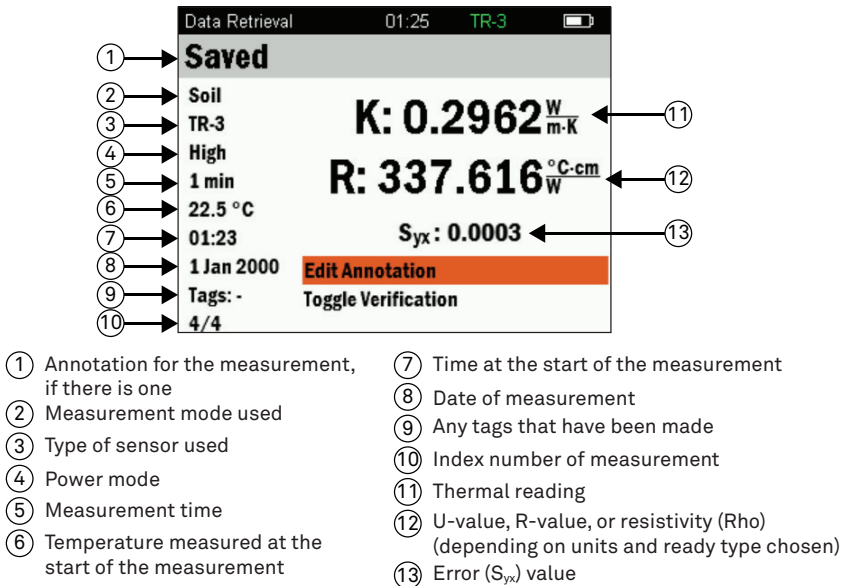 Data Retrieval 01:25 TR-3
1 Saved
2 Soil
3 TR-3
4 High
5 1 min
6 22.5 °C
7 01:23
8 1 Jan 2000
9 Tags: -
10 4/4
K: 0.2962 W/m·K 11
R: 337.616 °C·cm/W 12
Syx: 0.0003 13
Edit Annotation
Toggle Verification
1 Annotation for the measurement,
if there is one
2 Measurement mode used
3 Type of sensor used
4 Power mode
5 Measurement time
6 Temperature measured at the
start of the measurement
7 Time at the start of the measurement
8 Date of measurement
9 Any tags that have been made
10 Index number of measurement
11 Thermal reading
12 U-value, R-value, or resistivity (Rho)
(depending on units and ready type chosen)
13 Error (Syx) value